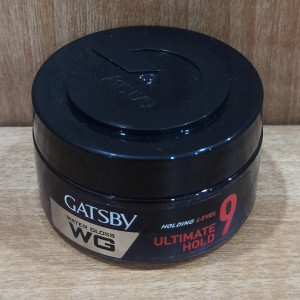 GATSBY
WATER GLOSS
WG
HOLDING LEVEL
9
ULTIMATE
HOLD